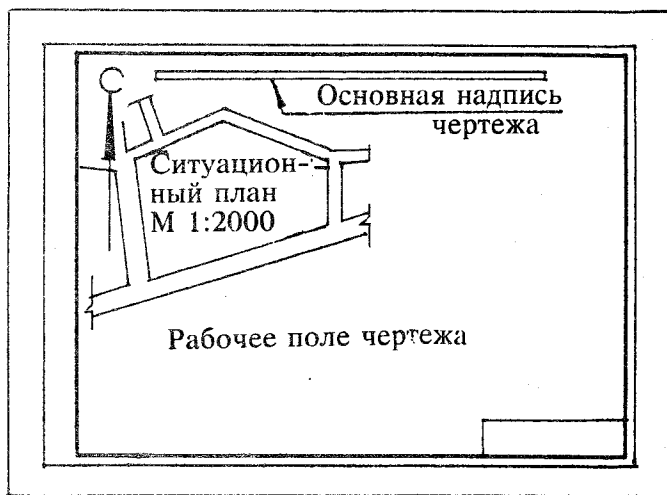 С
Основная надпись
чертежа
Ситуацион-
ный план
М 1:2000
Рабочее поле чертежа